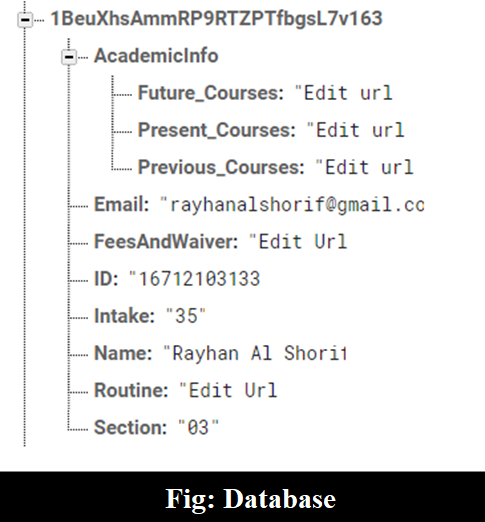 1BeuXhsAmmRP9RTZPTfbgsL7v163
AcademicInfo
Future_Courses: "Edit url
Present_Courses: "Edit url
Previous_Courses: "Edit url
Email: "rayhanalshorif@gmail.co
FeesAndWaiver: "Edit Url
ID: "16712103133
Intake: "35"
Name: "Rayhan Al Shorif
Routine: "Edit Url
Section: "03"
Fig: Database